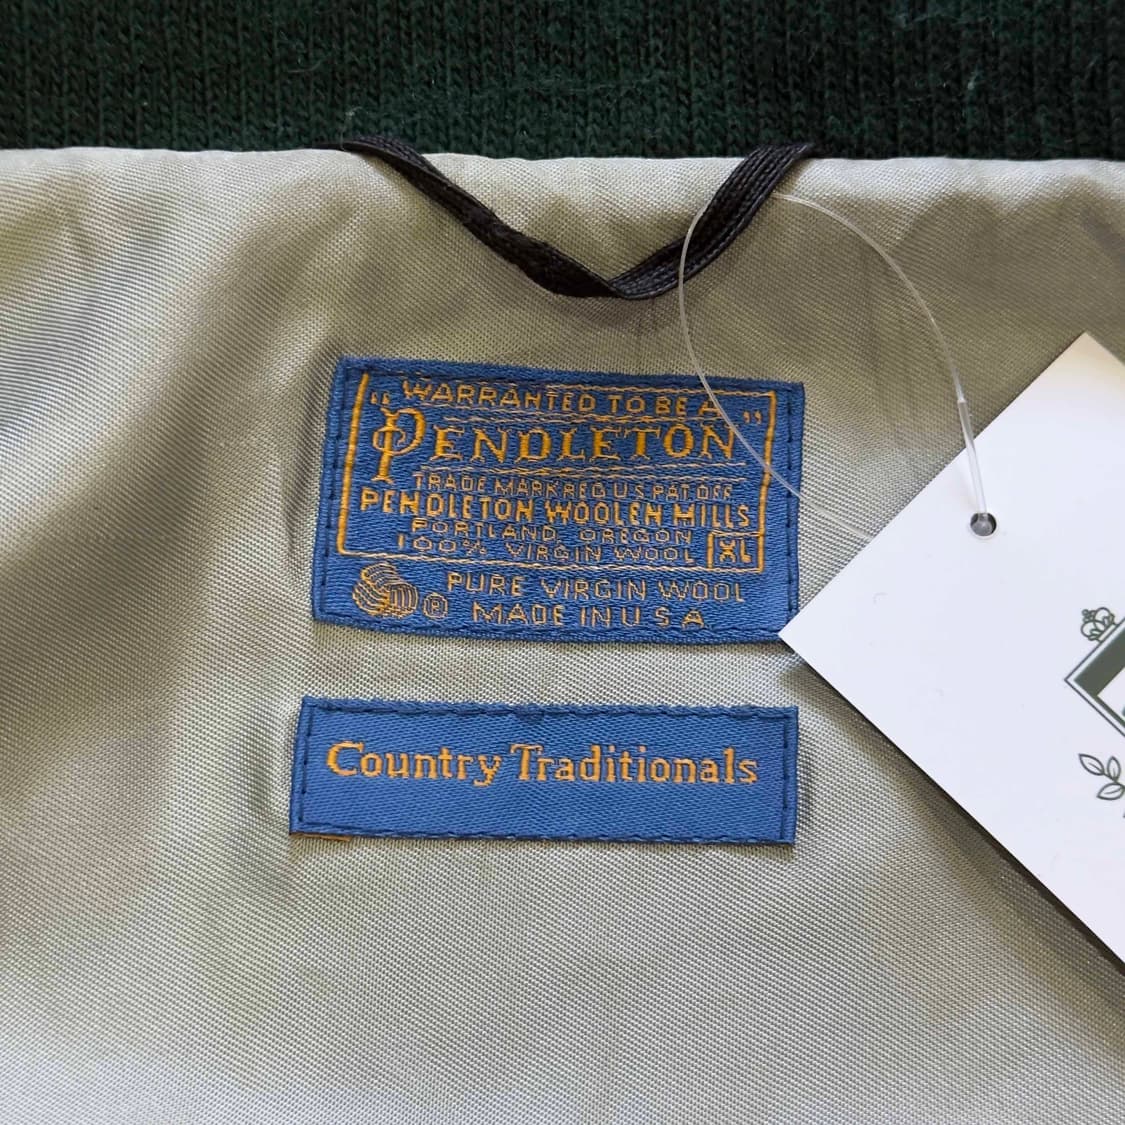 "WARRANTED TO BE A"
PENDLETON
TRADE MARK REG U.S. PAT. OFF.
PENDLETON WOOLEN MILLS
PORTLAND, OREGON
100% VIRGIN WOOL XL
PURE VIRGIN WOOL
® MADE IN U S A
Country Traditionals